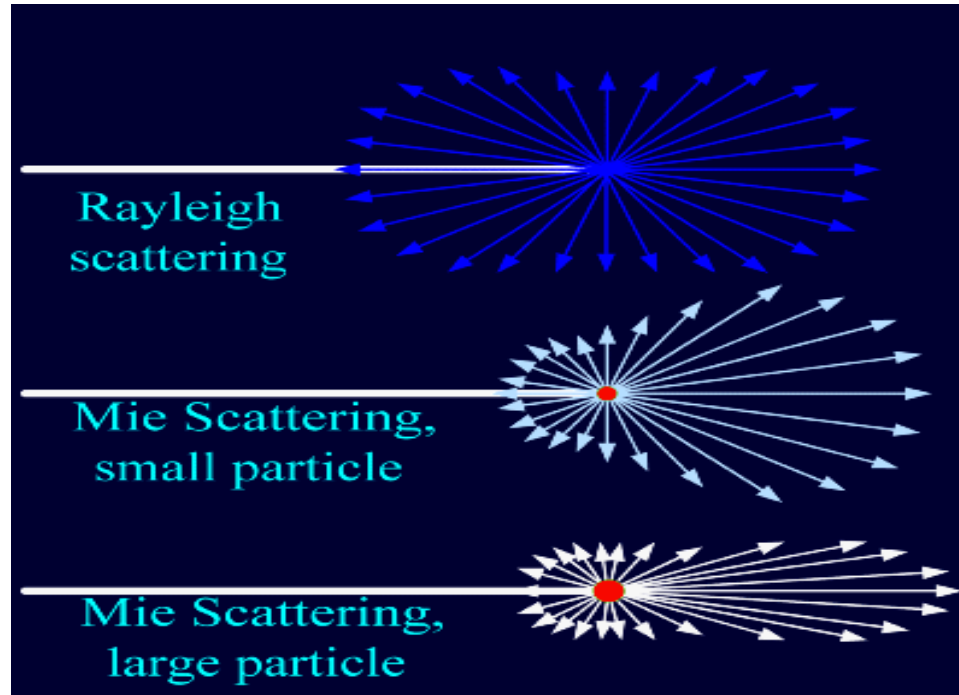 Rayleigh
scattering
Mie Scattering,
small particle
Mie Scattering,
large particle